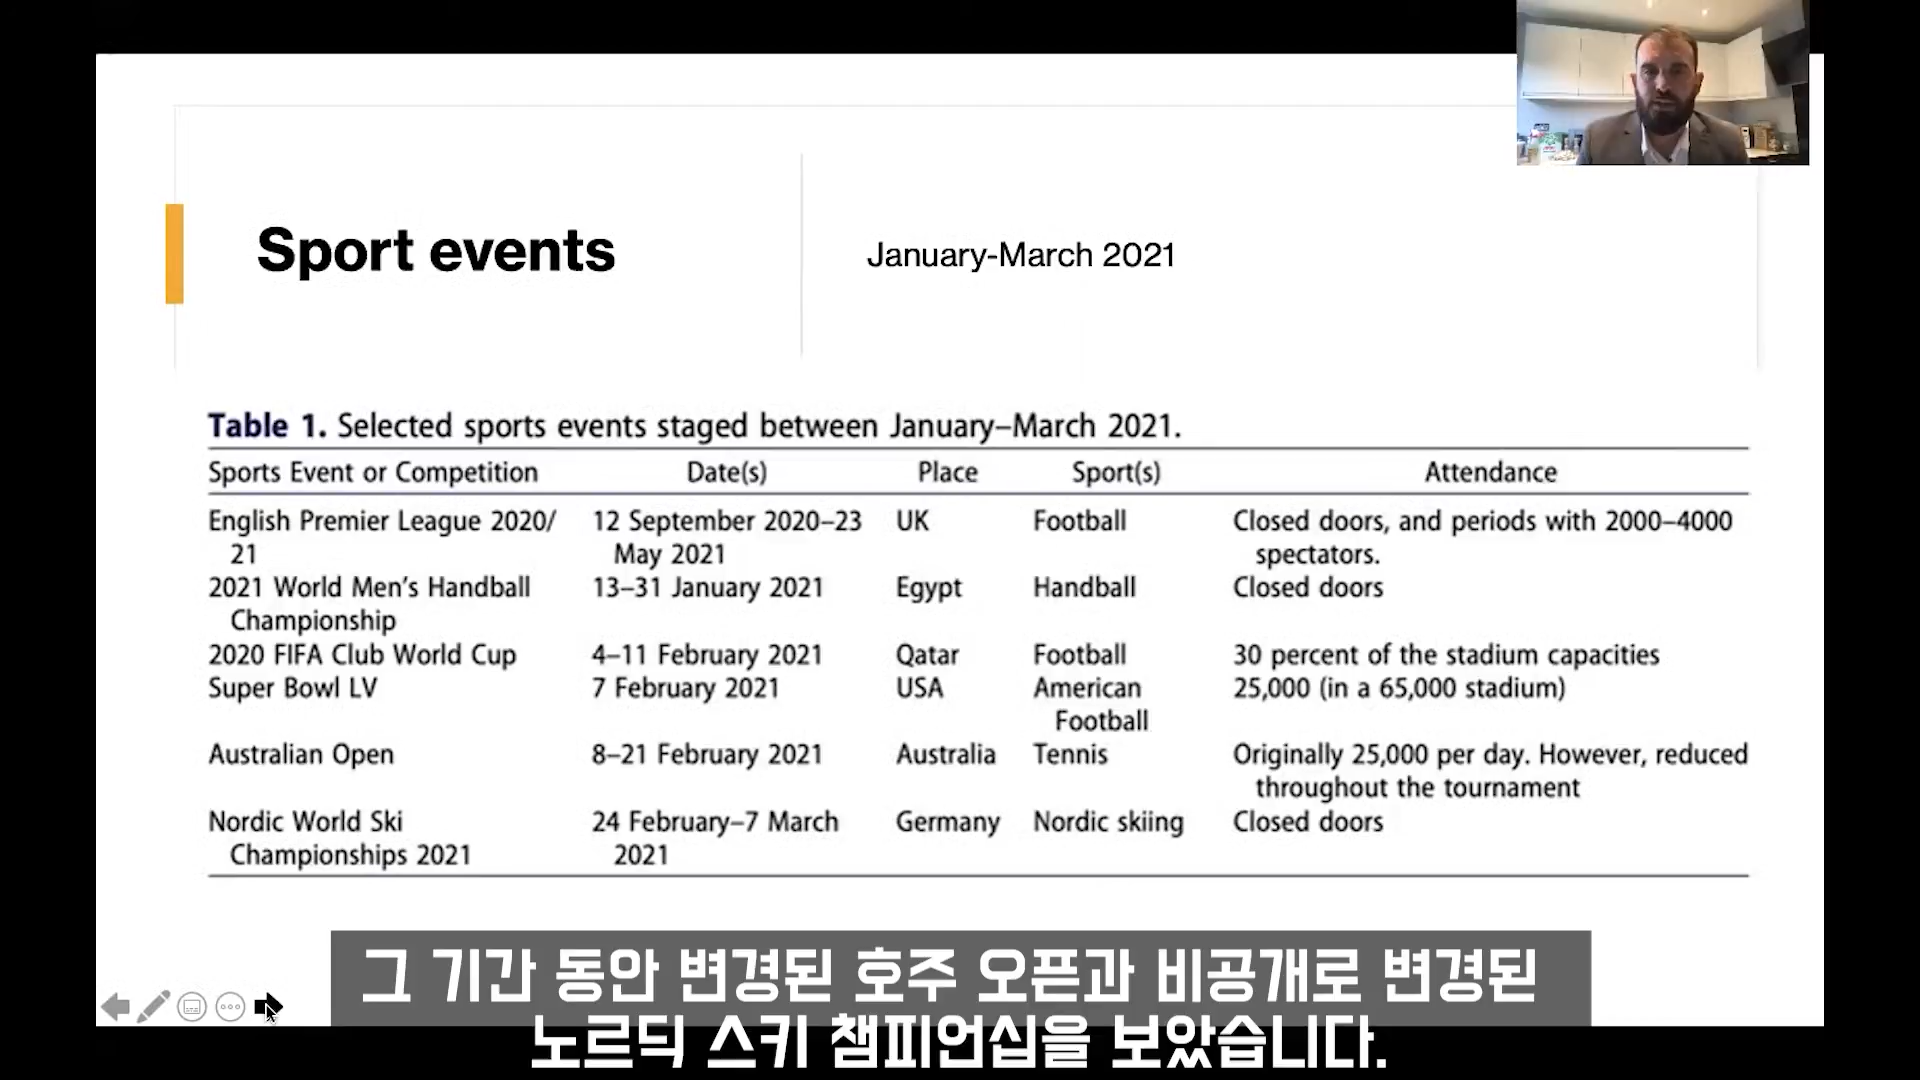 Sport events
January-March 2021
Table 1. Selected sports events staged between January–March 2021.
Sports Event or Competition Date(s) Place Sport(s) Attendance
English Premier League 2020/ 12 September 2020–23 UK Football Closed doors, and periods with 2000–4000
21 May 2021 spectators.
2021 World Men's Handball 13–31 January 2021 Egypt Handball Closed doors
Championship
2020 FIFA Club World Cup 4–11 February 2021 Qatar Football 30 percent of the stadium capacities
Super Bowl LV 7 February 2021 USA American 25,000 (in a 65,000 stadium)
Football
Australian Open 8–21 February 2021 Australia Tennis Originally 25,000 per day. However, reduced
throughout the tournament
Nordic World Ski 24 February–7 March Germany Nordic skiing Closed doors
Championships 2021 2021
그 기간 동안 변경된 호주 오픈과 비공개로 변경된
노르딕 스키 챔피언십을 보았습니다.